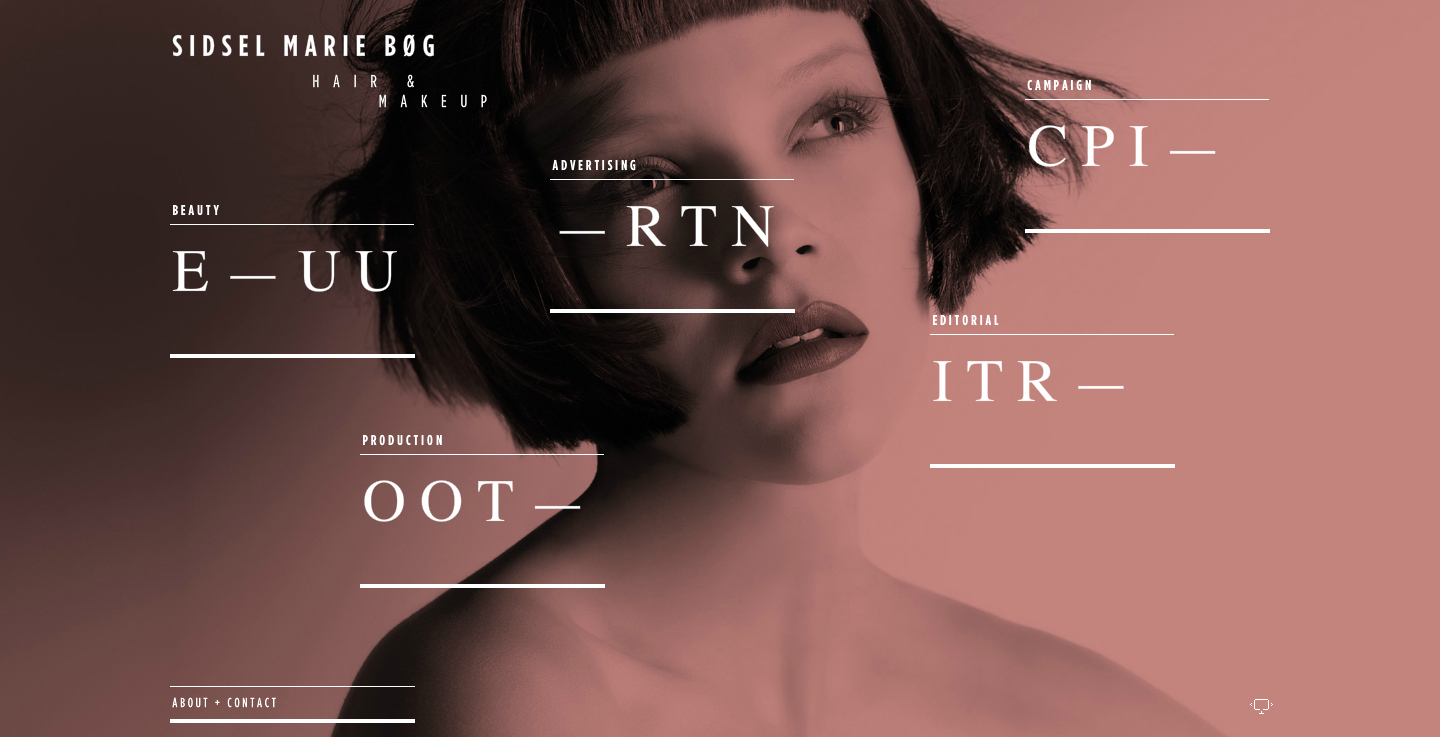 SIDSEL MARIE BØG
HAIR &
MAKEUP
CAMPAIGN
CPI—
ADVERTISING
—RTN
BEAUTY
E—UU
EDITORIAL
ITR—
PRODUCTION
OOT—
ABOUT + CONTACT